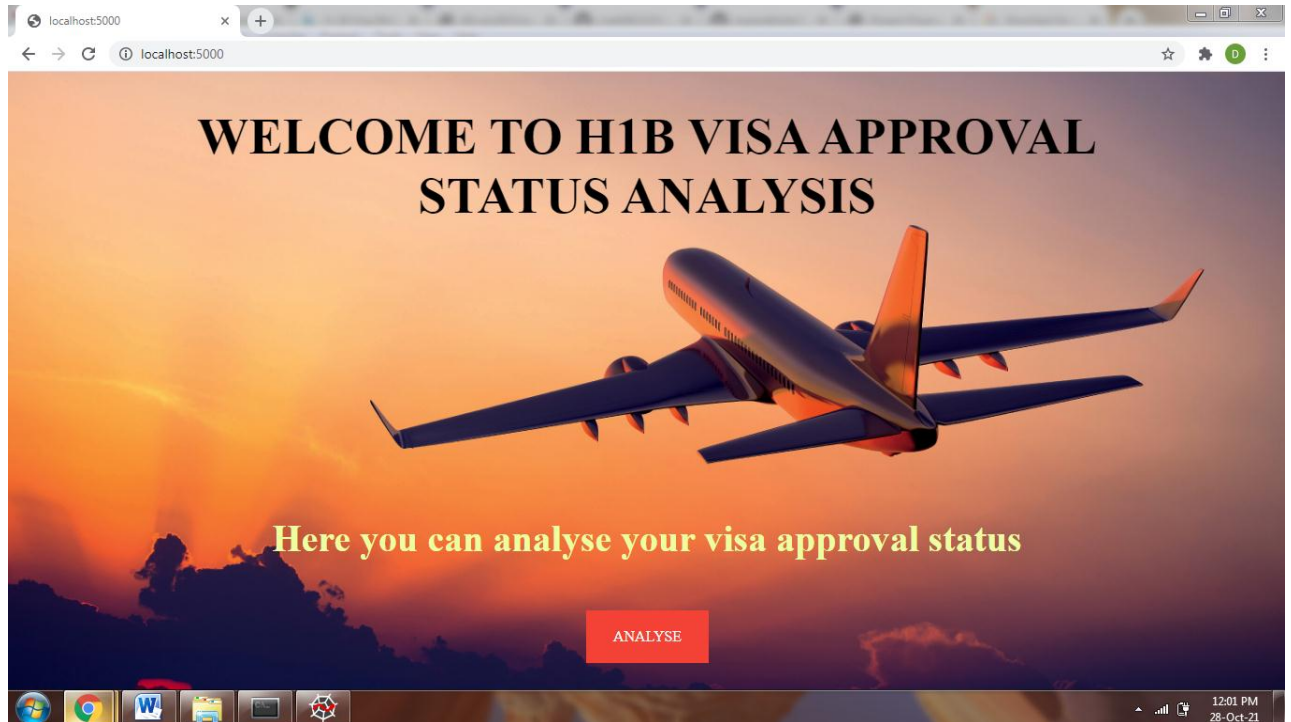 localhost:5000
localhost:5000
D
WELCOME TO H1B VISA APPROVAL
STATUS ANALYSIS
Here you can analyse your visa approval status
ANALYSE
12:01 PM
28-Oct-21